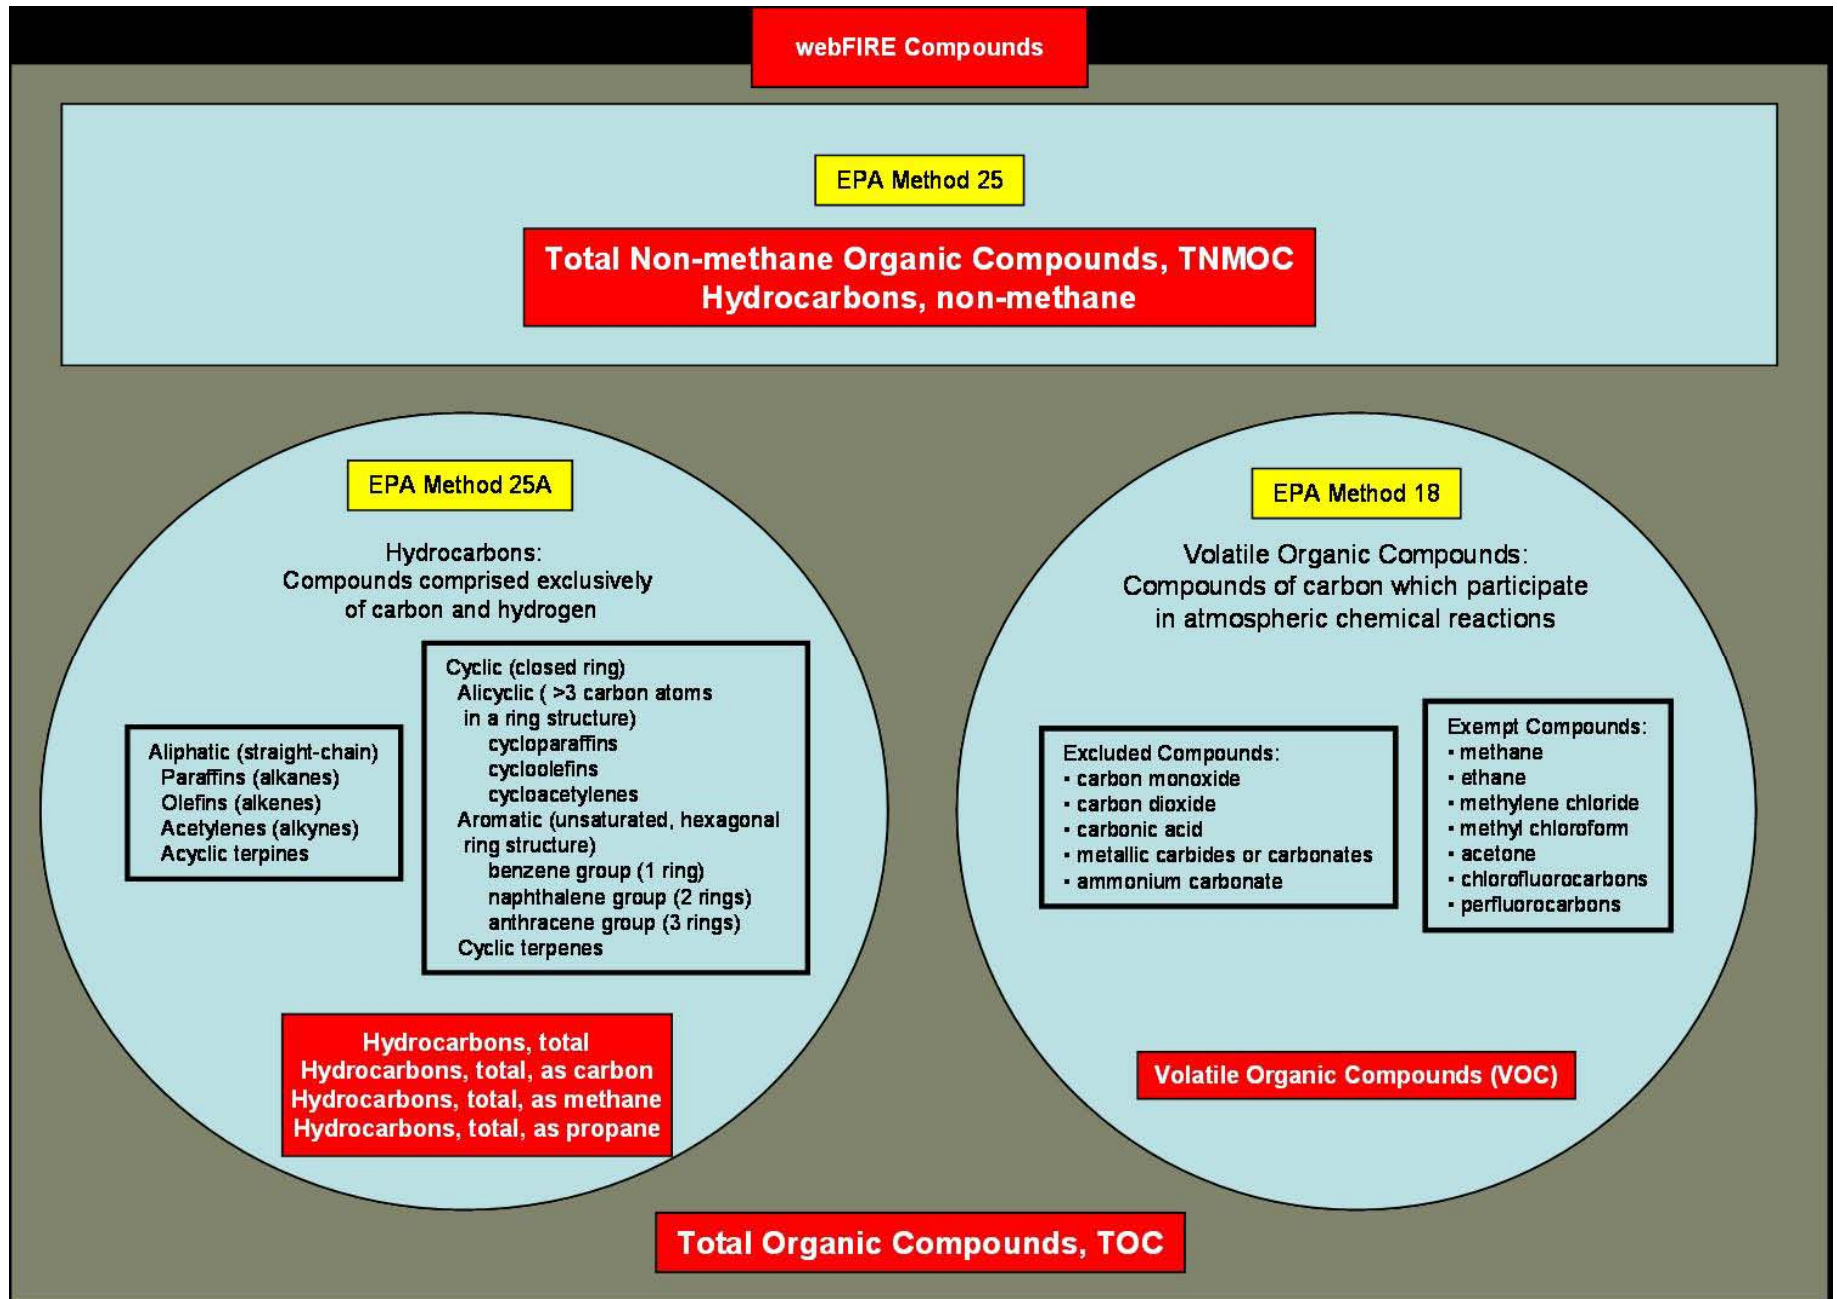 webFIRE Compounds
EPA Method 25
Total Non-methane Organic Compounds, TNMOC
Hydrocarbons, non-methane
EPA Method 25A
Hydrocarbons:
Compounds comprised exclusively
of carbon and hydrogen
Aliphatic (straight-chain)
Paraffins (alkanes)
Olefins (alkenes)
Acetylenes (alkynes)
Acyclic terpines
Cyclic (closed ring)
Alicyclic ( >3 carbon atoms
in a ring structure)
cycloparaffins
cycloolefins
cycloacetylenes
Aromatic (unsaturated, hexagonal
ring structure)
benzene group (1 ring)
naphthalene group (2 rings)
anthracene group (3 rings)
Cyclic terpenes
Hydrocarbons, total
Hydrocarbons, total, as carbon
Hydrocarbons, total, as methane
Hydrocarbons, total, as propane
EPA Method 18
Volatile Organic Compounds:
Compounds of carbon which participate
in atmospheric chemical reactions
Excluded Compounds:
▪ carbon monoxide
▪ carbon dioxide
▪ carbonic acid
▪ metallic carbides or carbonates
▪ ammonium carbonate
Exempt Compounds:
▪ methane
▪ ethane
▪ methylene chloride
▪ methyl chloroform
▪ acetone
▪ chlorofluorocarbons
▪ perfluorocarbons
Volatile Organic Compounds (VOC)
Total Organic Compounds, TOC